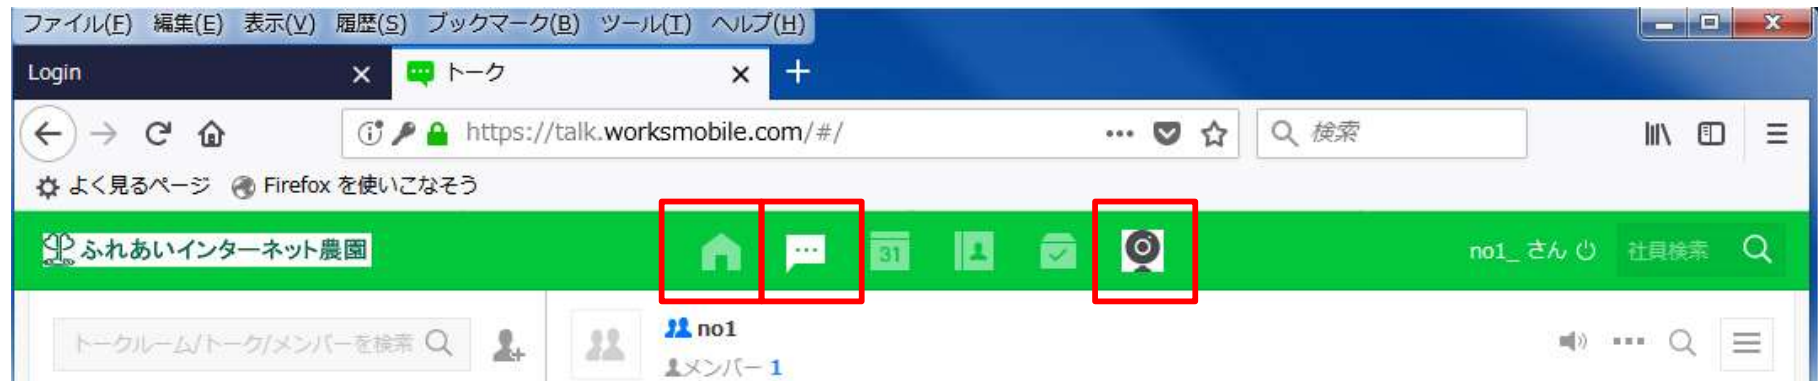 ファイル(F) 編集(E) 表示(V) 履歴(S) ブックマーク(B) ツール(T) ヘルプ(H)
Login トーク
https://talk.worksmobile.com/#/ 検索
よく見るページ Firefox を使いこなそう
ふれあいインターネット農園 31 no1_ さん 社員検索
トークルーム/トーク/メンバーを検索 no1
メンバー 1